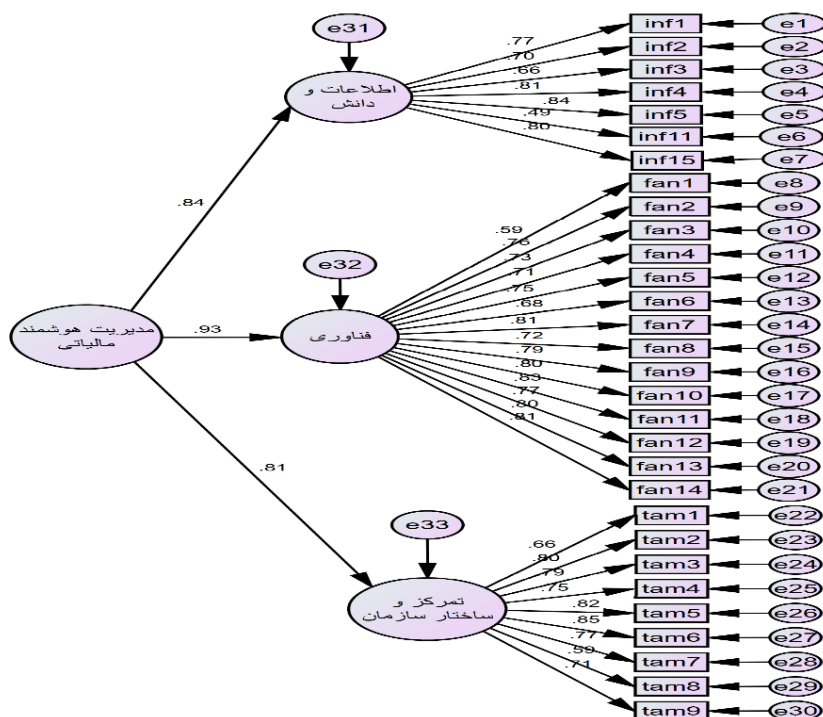 e31
اطلاعات و
دانش
.77
.70
.66
.81
.84
.49
.80
inf1
e1
inf2
e2
inf3
e3
inf4
e4
inf5
e5
inf11
e6
inf15
e7
.84
.93
.81
مدیریت هوشمند
مالیاتی
e32
فناوری
.59
.76
.73
.71
.75
.68
.81
.72
.79
.80
.83
.77
.80
.81
fan1
e8
fan2
e9
fan3
e10
fan4
e11
fan5
e12
fan6
e13
fan7
e14
fan8
e15
fan9
e16
fan10
e17
fan11
e18
fan12
e19
fan13
e20
fan14
e21
e33
تمرکز و
ساختار سازمان
.66
.80
.79
.75
.82
.85
.77
.59
.71
tam1
e22
tam2
e23
tam3
e24
tam4
e25
tam5
e26
tam6
e27
tam7
e28
tam8
e29
tam9
e30